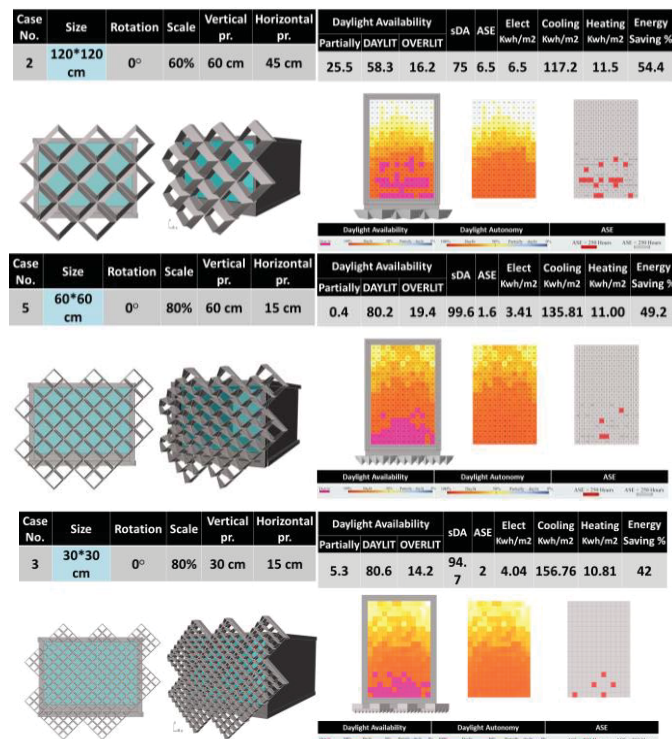 Case No. Size Rotation Scale Vertical pr. Horizontal pr.
2 120*120 cm 0° 60% 60 cm 45 cm
Daylight Availability sDA ASE Elect Kwh/m2 Cooling Kwh/m2 Heating Kwh/m2 Energy Saving %
Partially DAYLIT OVERLIT
25.5 58.3 16.2 75 6.5 6.5 117.2 11.5 54.4
Daylight Availability Daylight Autonomy ASE
ASE > 250 Hours ASE < 250 Hours
Case No. Size Rotation Scale Vertical pr. Horizontal pr.
5 60*60 cm 0° 80% 60 cm 15 cm
Daylight Availability sDA ASE Elect Kwh/m2 Cooling Kwh/m2 Heating Kwh/m2 Energy Saving %
Partially DAYLIT OVERLIT
0.4 80.2 19.4 99.6 1.6 3.41 135.81 11.00 49.2
Daylight Availability Daylight Autonomy ASE
Case No. Size Rotation Scale Vertical pr. Horizontal pr.
3 30*30 cm 0° 80% 30 cm 15 cm
Daylight Availability sDA ASE Elect Kwh/m2 Cooling Kwh/m2 Heating Kwh/m2 Energy Saving %
Partially DAYLIT OVERLIT
5.3 80.6 14.2 94.7 2 4.04 156.76 10.81 42
Daylight Availability Daylight Autonomy ASE